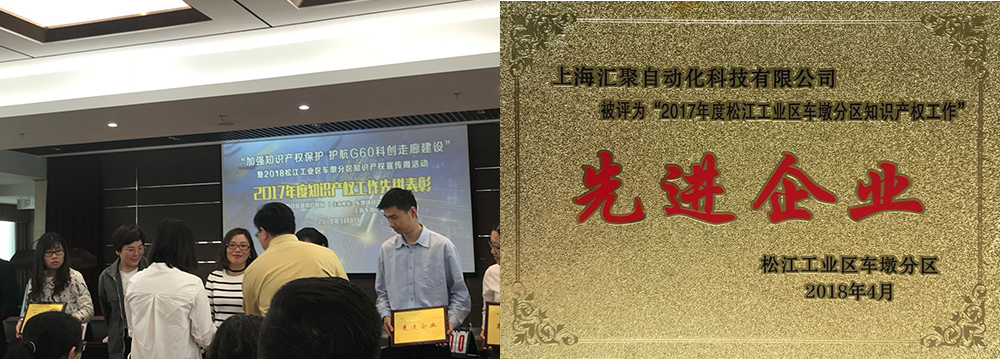 "加强知识产权保护 护航G60科创走廊建设"
暨2018松江工业区车墩分区知识产权宣传周活动
2017年度知识产权工作先进表彰
先进企业
上海汇聚自动化科技有限公司
被评为“2017年度松江工业区车墩分区知识产权工作”
先进企业
松江工业区车墩分区
2018年4月